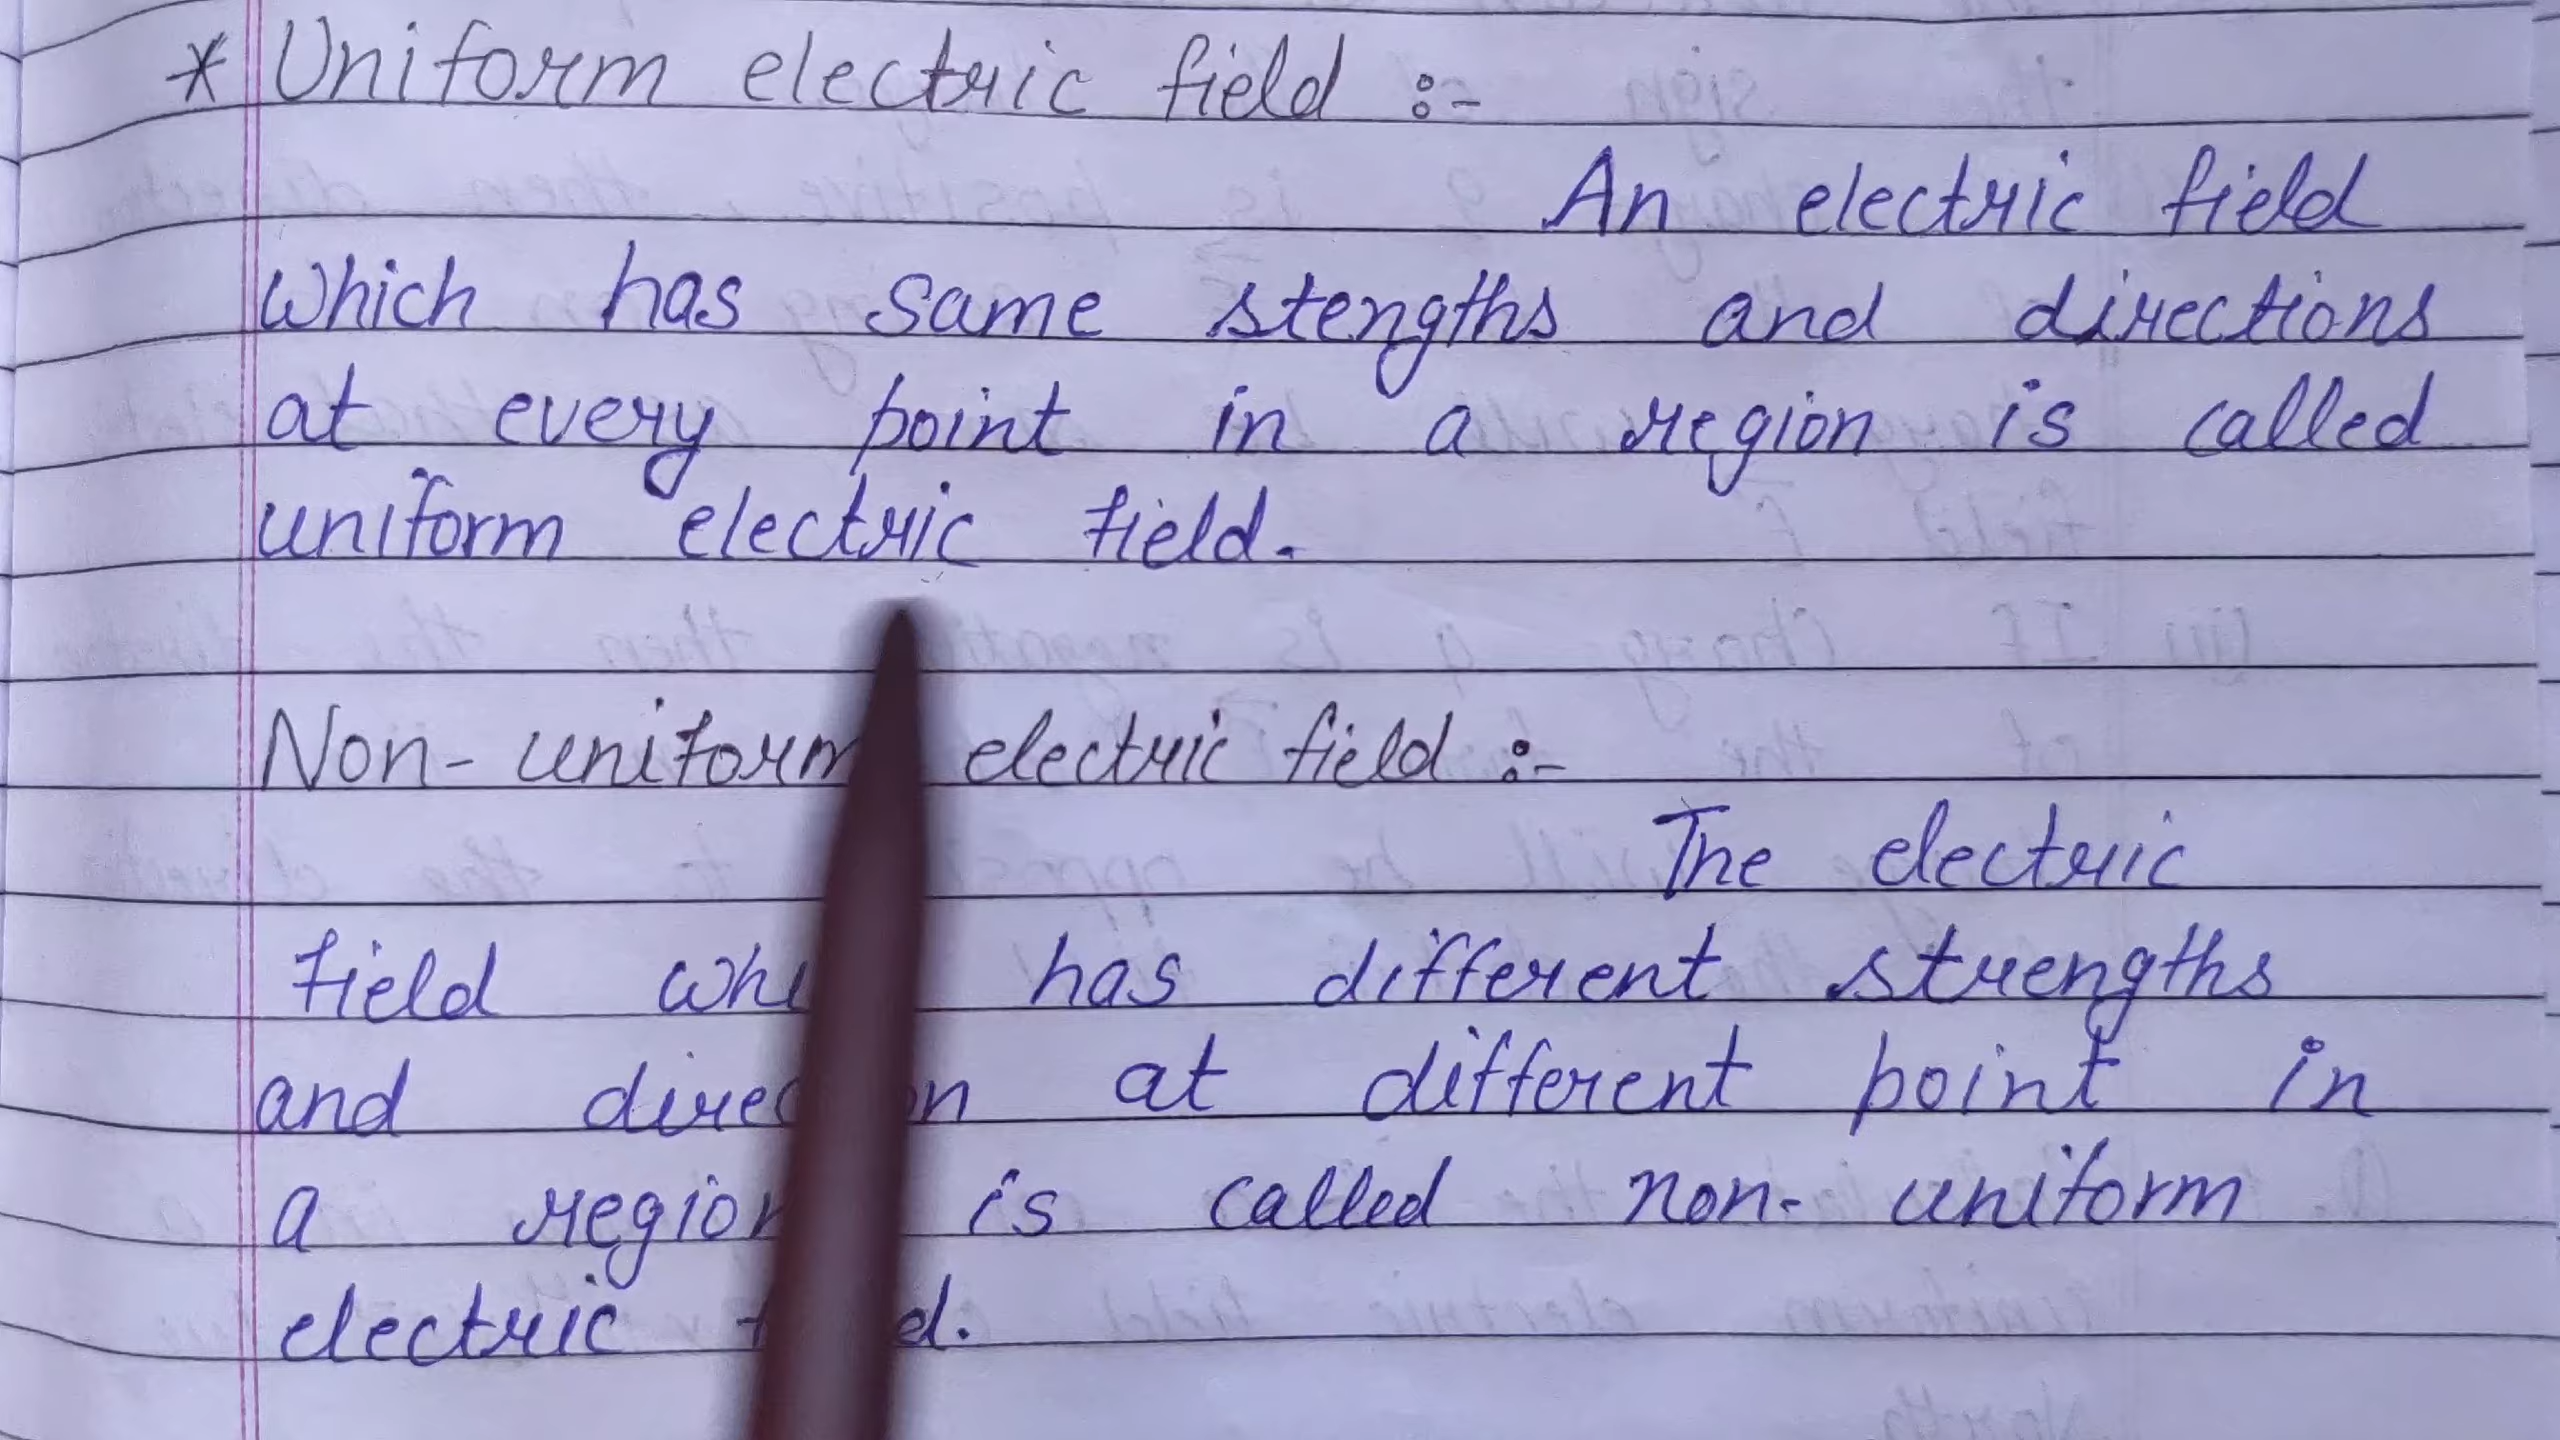 * Uniform electric field :-
An electric field
which has same stengths and directions
at every point in a region is called
uniform electric field.
Non-uniform electric field :-
The electric
field has different strengths
and at different point in
a region is called non-uniform
electric